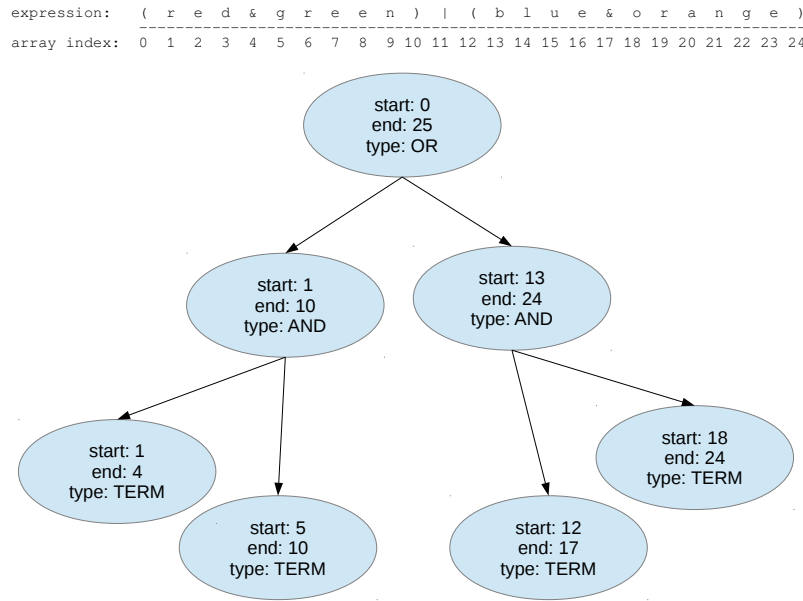 expression: ( r e d & g r e e n ) | ( b l u e & o r a n g e )
array index: 0 1 2 3 4 5 6 7 8 9 10 11 12 13 14 15 16 17 18 19 20 21 22 23 24
start: 0
end: 25
type: OR
start: 1
end: 10
type: AND
start: 13
end: 24
type: AND
start: 1
end: 4
type: TERM
start: 18
end: 24
type: TERM
start: 5
end: 10
type: TERM
start: 12
end: 17
type: TERM